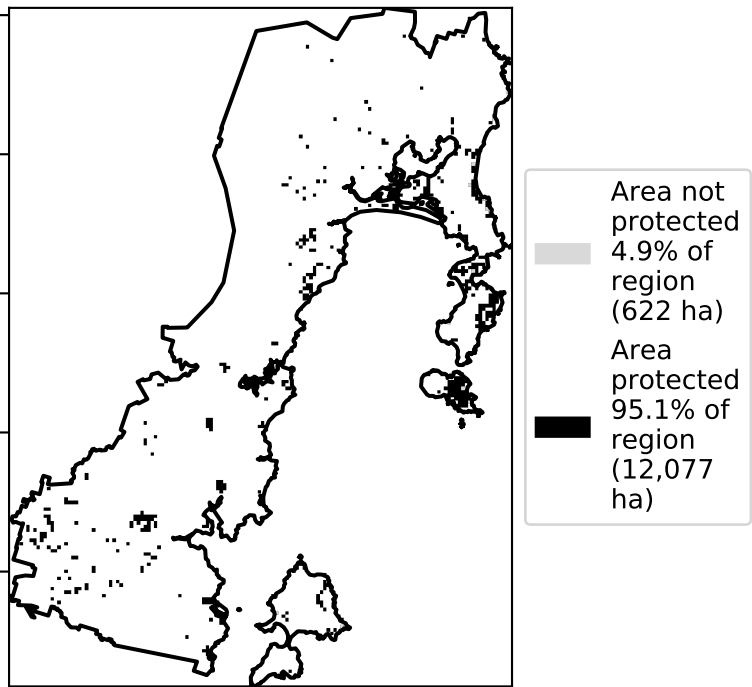 Area not
protected
4.9% of
region
(622 ha)
Area
protected
95.1% of
region
(12,077
ha)